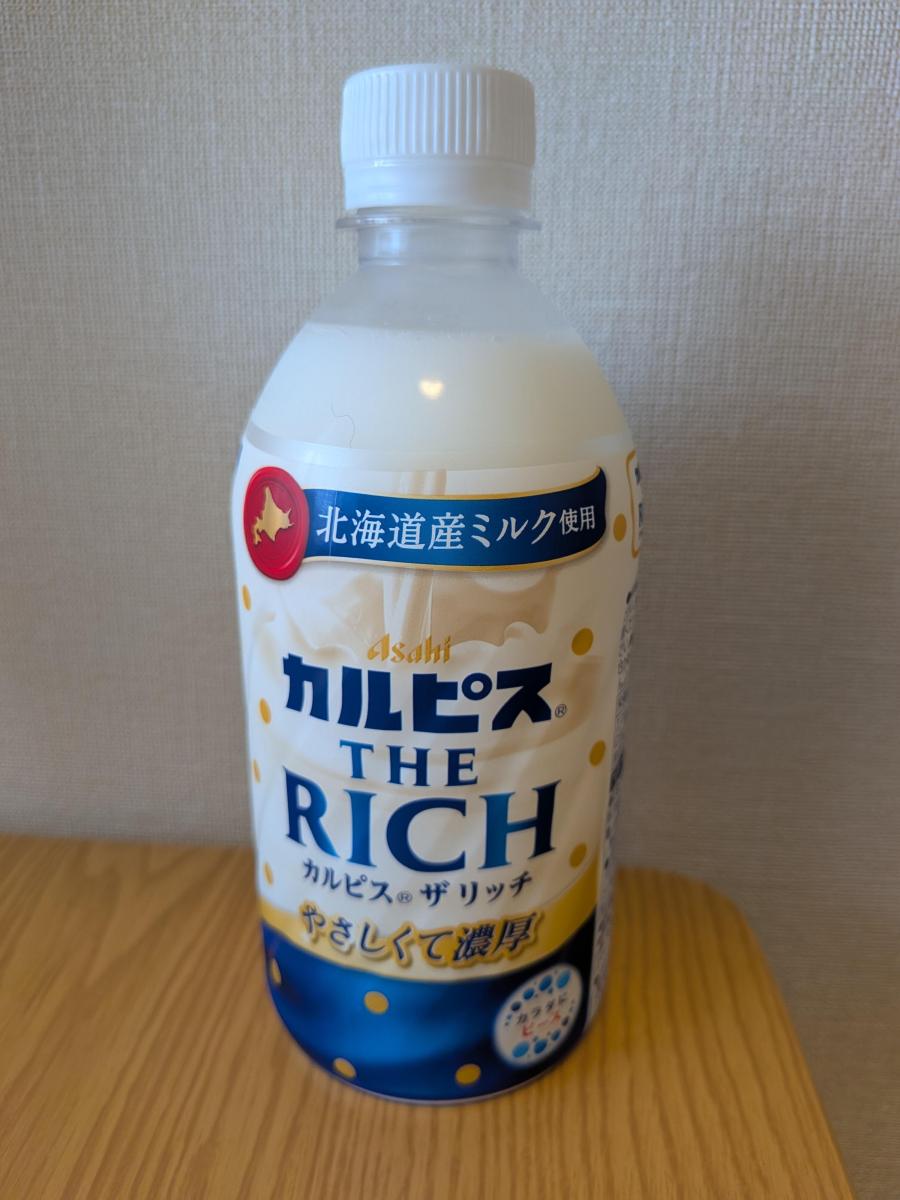 北海道産ミルク使用
Asahi
カルピス®
THE
RICH
カルピス® ザ リッチ
やさしくて濃厚
カラダに
ピース